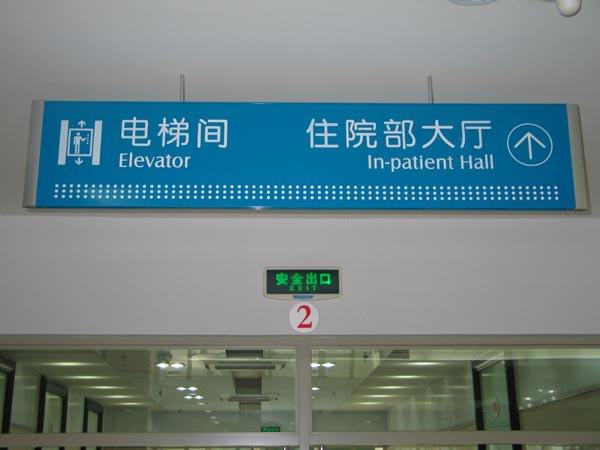 电梯间
Elevator
住院部大厅
In-patient Hall
安全出口
EXIT
2